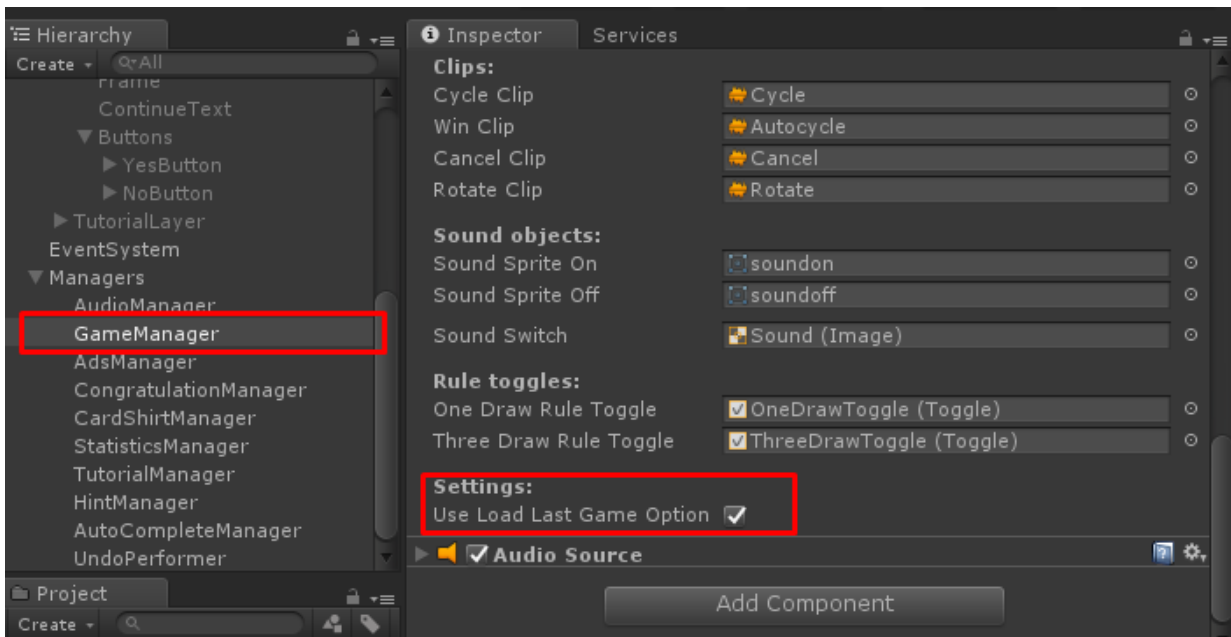 Hierarchy
Create
All
Frame
ContinueText
Buttons
YesButton
NoButton
TutorialLayer
EventSystem
Managers
AudioManager
GameManager
AdsManager
CongratulationManager
CardShirtManager
StatisticsManager
TutorialManager
HintManager
AutoCompleteManager
UndoPerformer
Project
Create
Inspector Services
Clips:
Cycle Clip Cycle
Win Clip Autocycle
Cancel Clip Cancel
Rotate Clip Rotate
Sound objects:
Sound Sprite On soundon
Sound Sprite Off soundoff
Sound Switch Sound (Image)
Rule toggles:
One Draw Rule Toggle OneDrawToggle (Toggle)
Three Draw Rule Toggle ThreeDrawToggle (Toggle)
Settings:
Use Load Last Game Option
Audio Source
Add Component